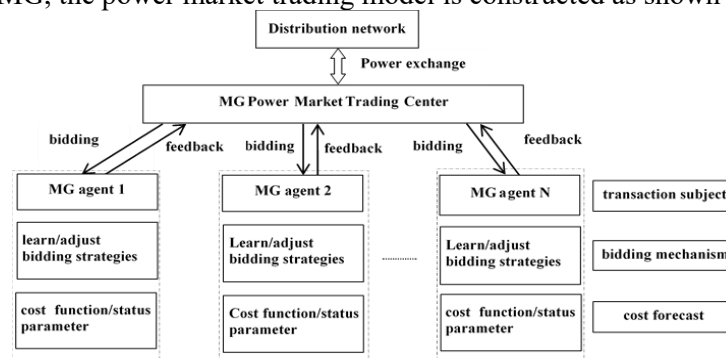 MG, the power market trading model is constructed as shown
Distribution network
Power exchange
MG Power Market Trading Center
bidding
feedback
bidding
feedback
bidding
feedback
MG agent 1
MG agent 2
MG agent N
transaction subject
learn/adjust
bidding strategies
Learn/adjust
bidding strategies
Learn/adjust
bidding strategies
bidding mechanism
cost function/status
parameter
Cost function/status
parameter
cost function/status
parameter
cost forecast